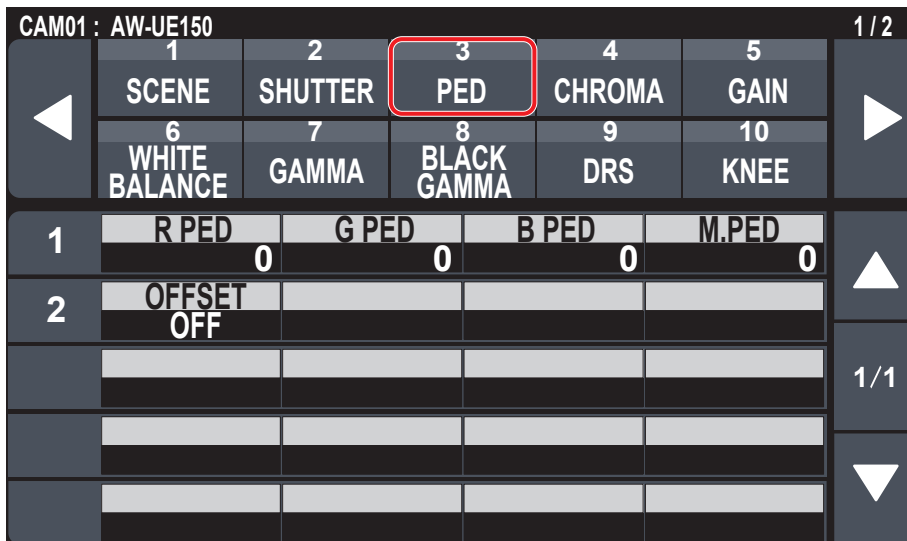 CAM01 : AW-UE150 1 / 2
1 2 3 4 5
SCENE SHUTTER PED CHROMA GAIN
6 7 8 9 10
WHITE BALANCE GAMMA BLACK GAMMA DRS KNEE
1 R PED G PED B PED M.PED
0 0 0 0
2 OFFSET
OFF
1/1